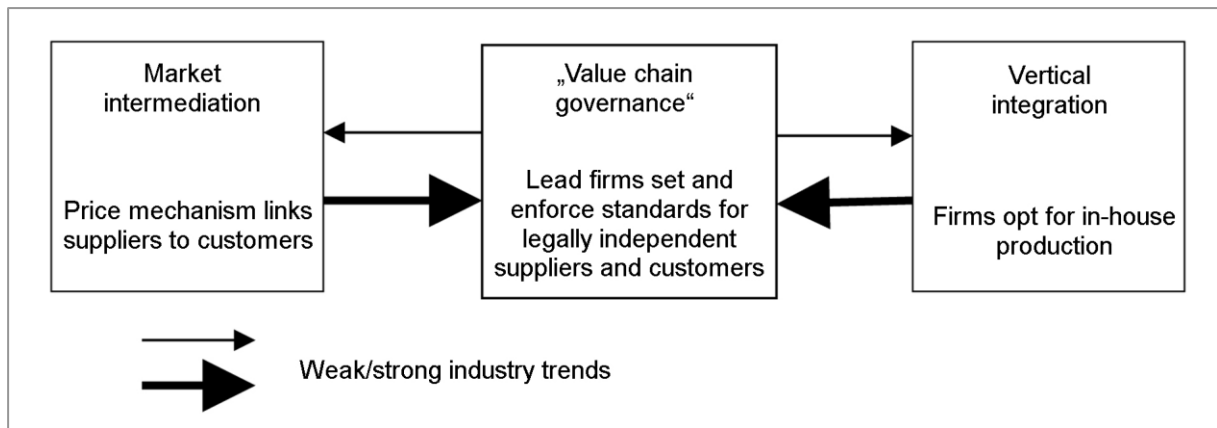 Market
intermediation
Price mechanism links
suppliers to customers
„Value chain
governance“
Lead firms set and
enforce standards for
legally independent
suppliers and customers
Vertical
integration
Firms opt for in-house
production
Weak/strong industry trends